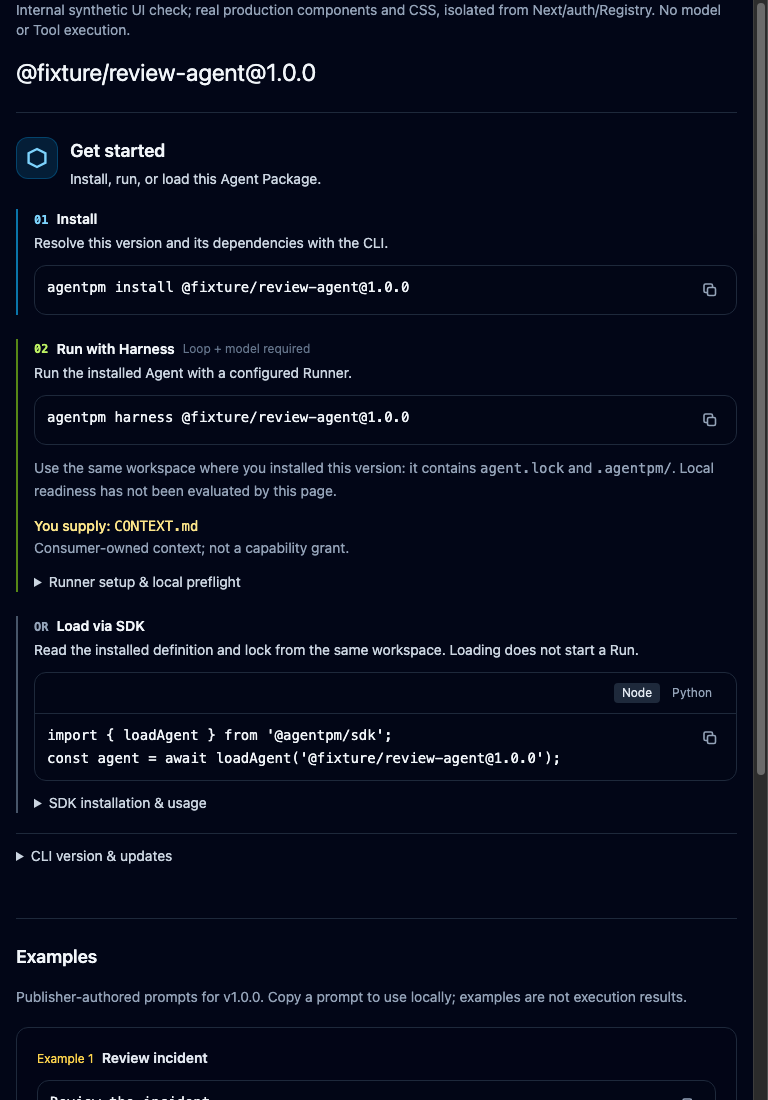 Internal synthetic UI check; real production components and CSS, isolated from Next/auth/Registry. No model
or Tool execution.
@fixture/review-agent@1.0.0
Get started
Install, run, or load this Agent Package.
01 Install
Resolve this version and its dependencies with the CLI.
agentpm install @fixture/review-agent@1.0.0
02 Run with Harness Loop + model required
Run the installed Agent with a configured Runner.
agentpm harness @fixture/review-agent@1.0.0
Use the same workspace where you installed this version: it contains agent.lock and .agentpm/. Local
readiness has not been evaluated by this page.
You supply: CONTEXT.md
Consumer-owned context; not a capability grant.
Runner setup & local preflight
OR Load via SDK
Read the installed definition and lock from the same workspace. Loading does not start a Run.
Node Python
import { loadAgent } from '@agentpm/sdk';
const agent = await loadAgent('@fixture/review-agent@1.0.0');
SDK installation & usage
CLI version & updates
Examples
Publisher-authored prompts for v1.0.0. Copy a prompt to use locally; examples are not execution results.
Example 1 Review incident
Review the incident